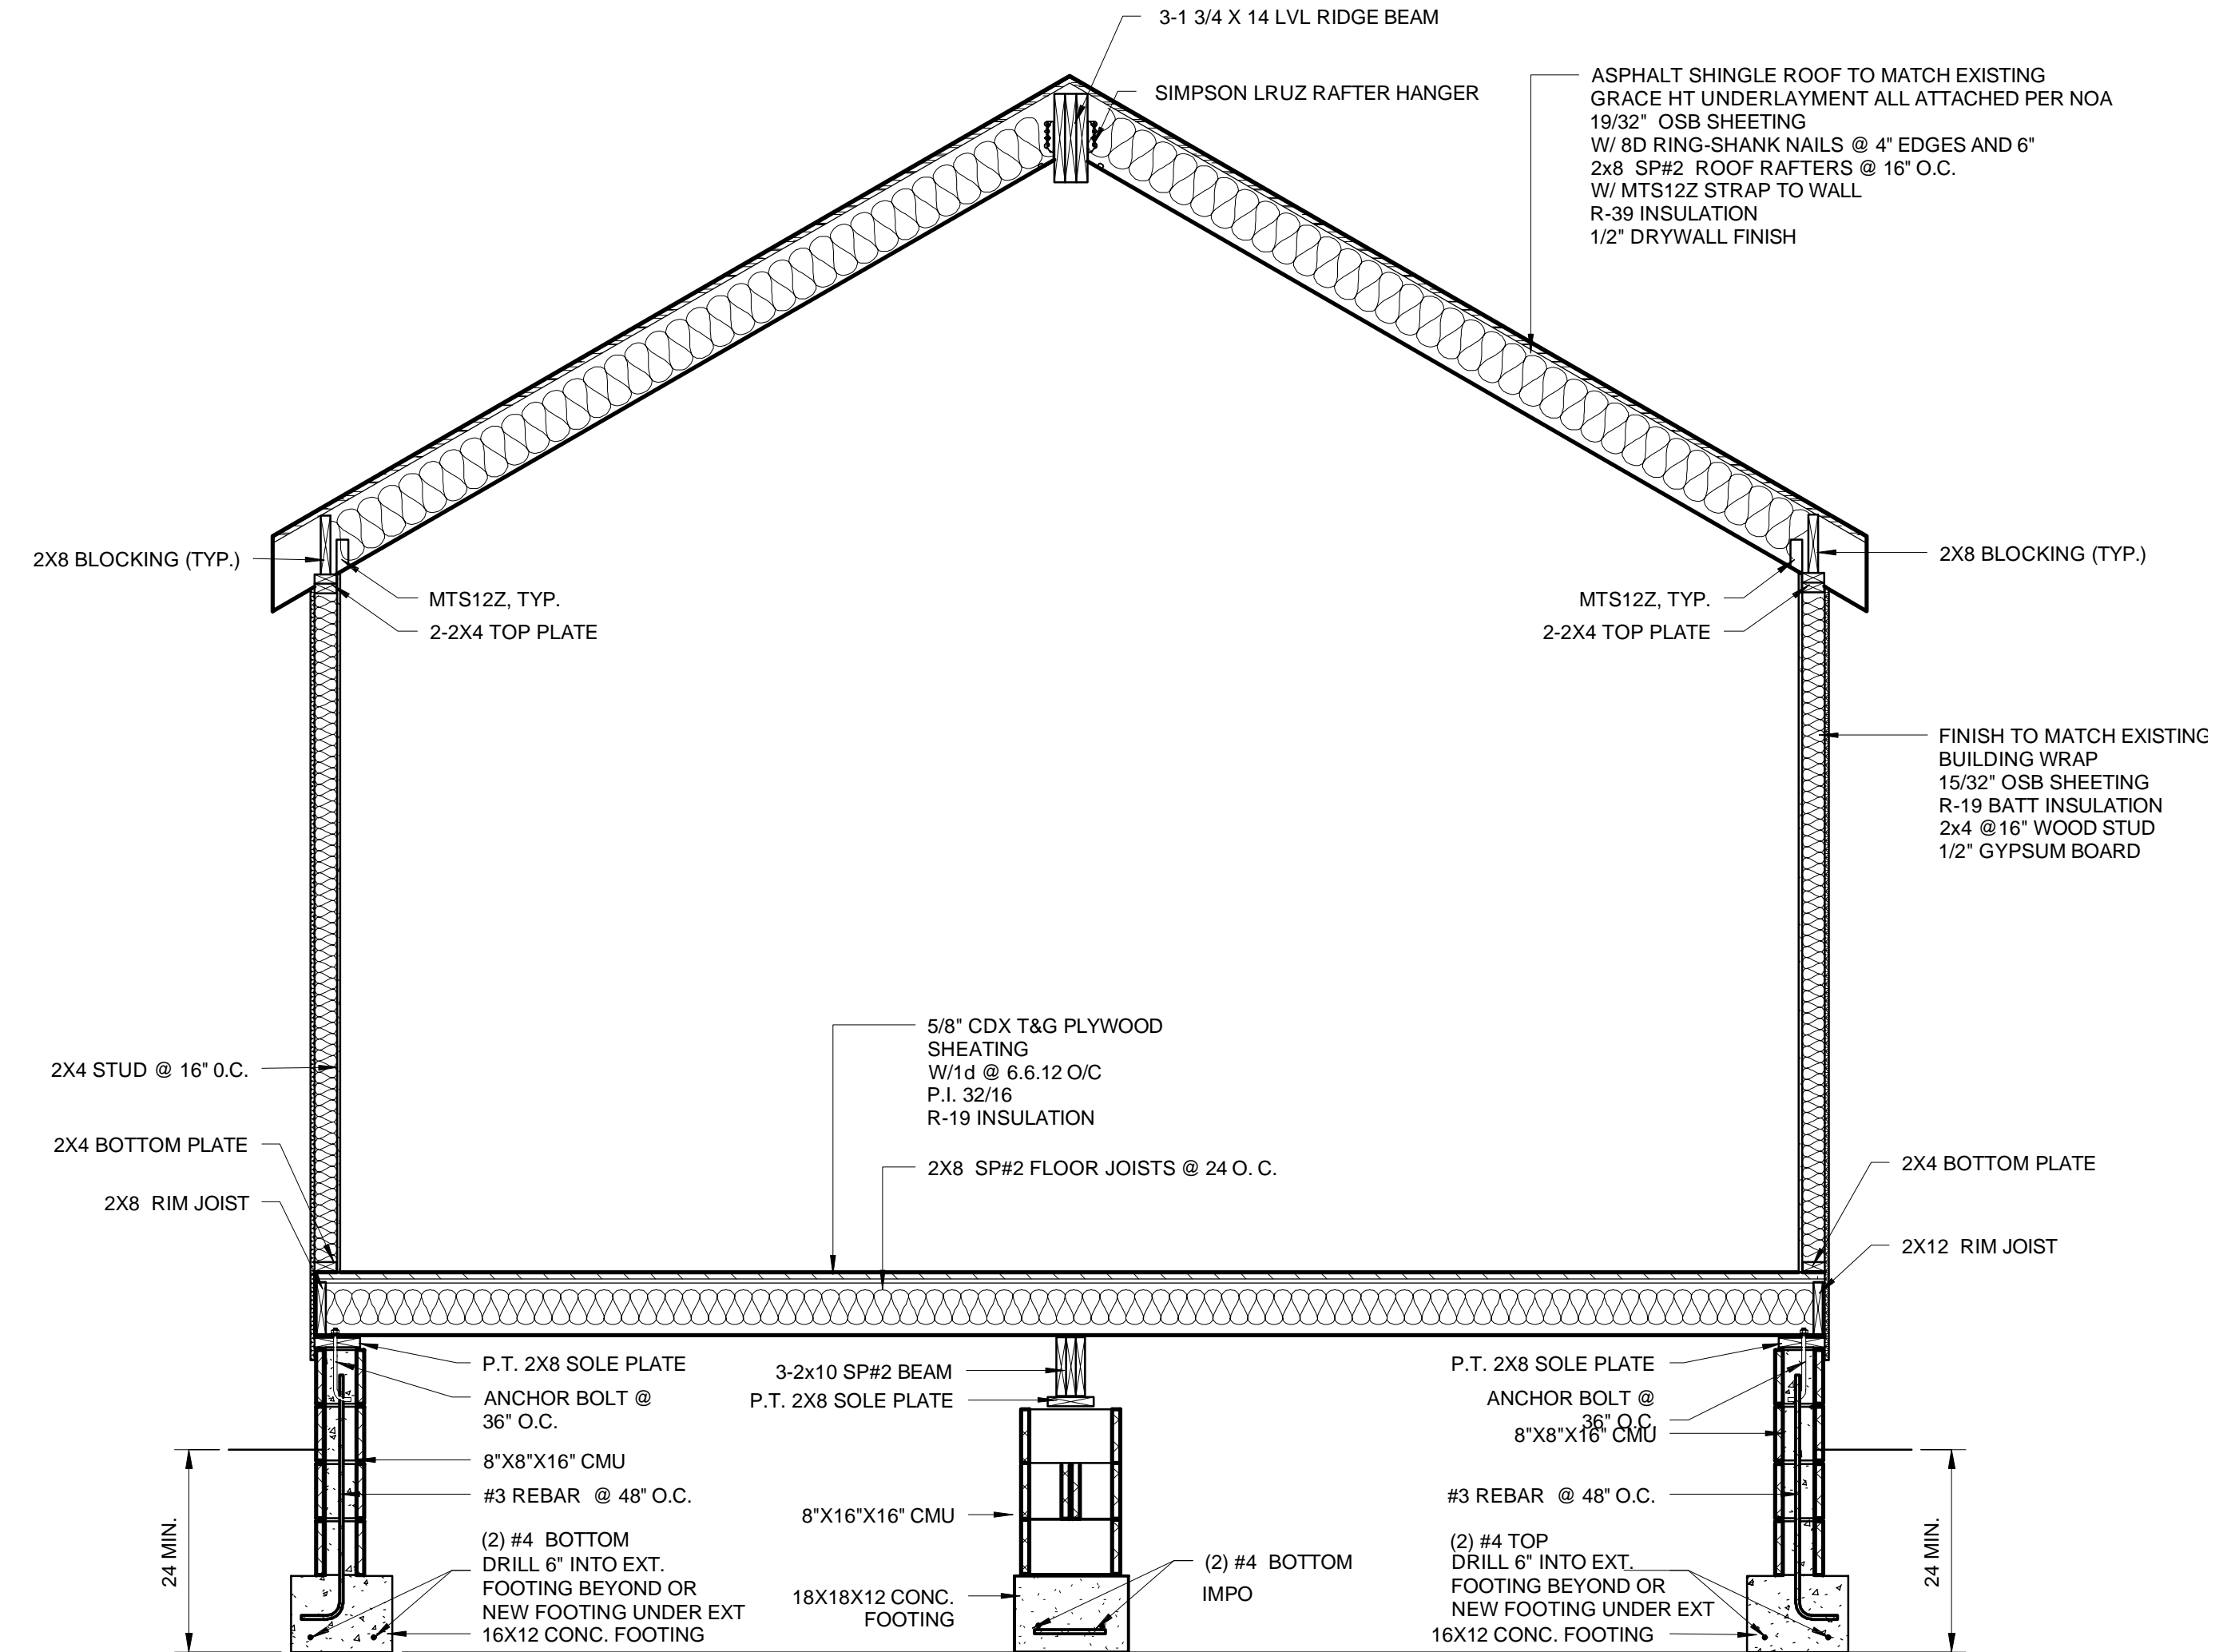 3-1 3/4 X 14 LVL RIDGE BEAM
SIMPSON LRUZ RAFTER HANGER
ASPHALT SHINGLE ROOF TO MATCH EXISTING
GRACE HT UNDERLAYMENT ALL ATTACHED PER NOA
19/32" OSB SHEETING
W/ 8D RING-SHANK NAILS @ 4" EDGES AND 6"
2x8 SP#2 ROOF RAFTERS @ 16" O.C.
W/ MTS12Z STRAP TO WALL
R-39 INSULATION
1/2" DRYWALL FINISH
2X8 BLOCKING (TYP.)
MTS12Z, TYP.
2-2X4 TOP PLATE
2X8 BLOCKING (TYP.)
MTS12Z, TYP.
2-2X4 TOP PLATE
FINISH TO MATCH EXISTING
BUILDING WRAP
15/32" OSB SHEETING
R-19 BATT INSULATION
2x4 @16" WOOD STUD
1/2" GYPSUM BOARD
5/8" CDX T&G PLYWOOD
SHEATING
W/1d @ 6.6.12 O/C
P.I. 32/16
R-19 INSULATION
2X8 SP#2 FLOOR JOISTS @ 24 O. C.
2X4 STUD @ 16" 0.C.
2X4 BOTTOM PLATE
2X8 RIM JOIST
2X4 BOTTOM PLATE
2X12 RIM JOIST
P.T. 2X8 SOLE PLATE
ANCHOR BOLT @
36" O.C.
8"X8"X16" CMU
#3 REBAR @ 48" O.C.
(2) #4 BOTTOM
DRILL 6" INTO EXT.
FOOTING BEYOND OR
NEW FOOTING UNDER EXT
16X12 CONC. FOOTING
24 MIN.
3-2x10 SP#2 BEAM
P.T. 2X8 SOLE PLATE
8"X16"X16" CMU
18X18X12 CONC.
FOOTING
(2) #4 BOTTOM
IMPO
P.T. 2X8 SOLE PLATE
ANCHOR BOLT @
36" O.C.
8"X8"X16" CMU
#3 REBAR @ 48" O.C.
(2) #4 TOP
DRILL 6" INTO EXT.
FOOTING BEYOND OR
NEW FOOTING UNDER EXT
16X12 CONC. FOOTING
24 MIN.